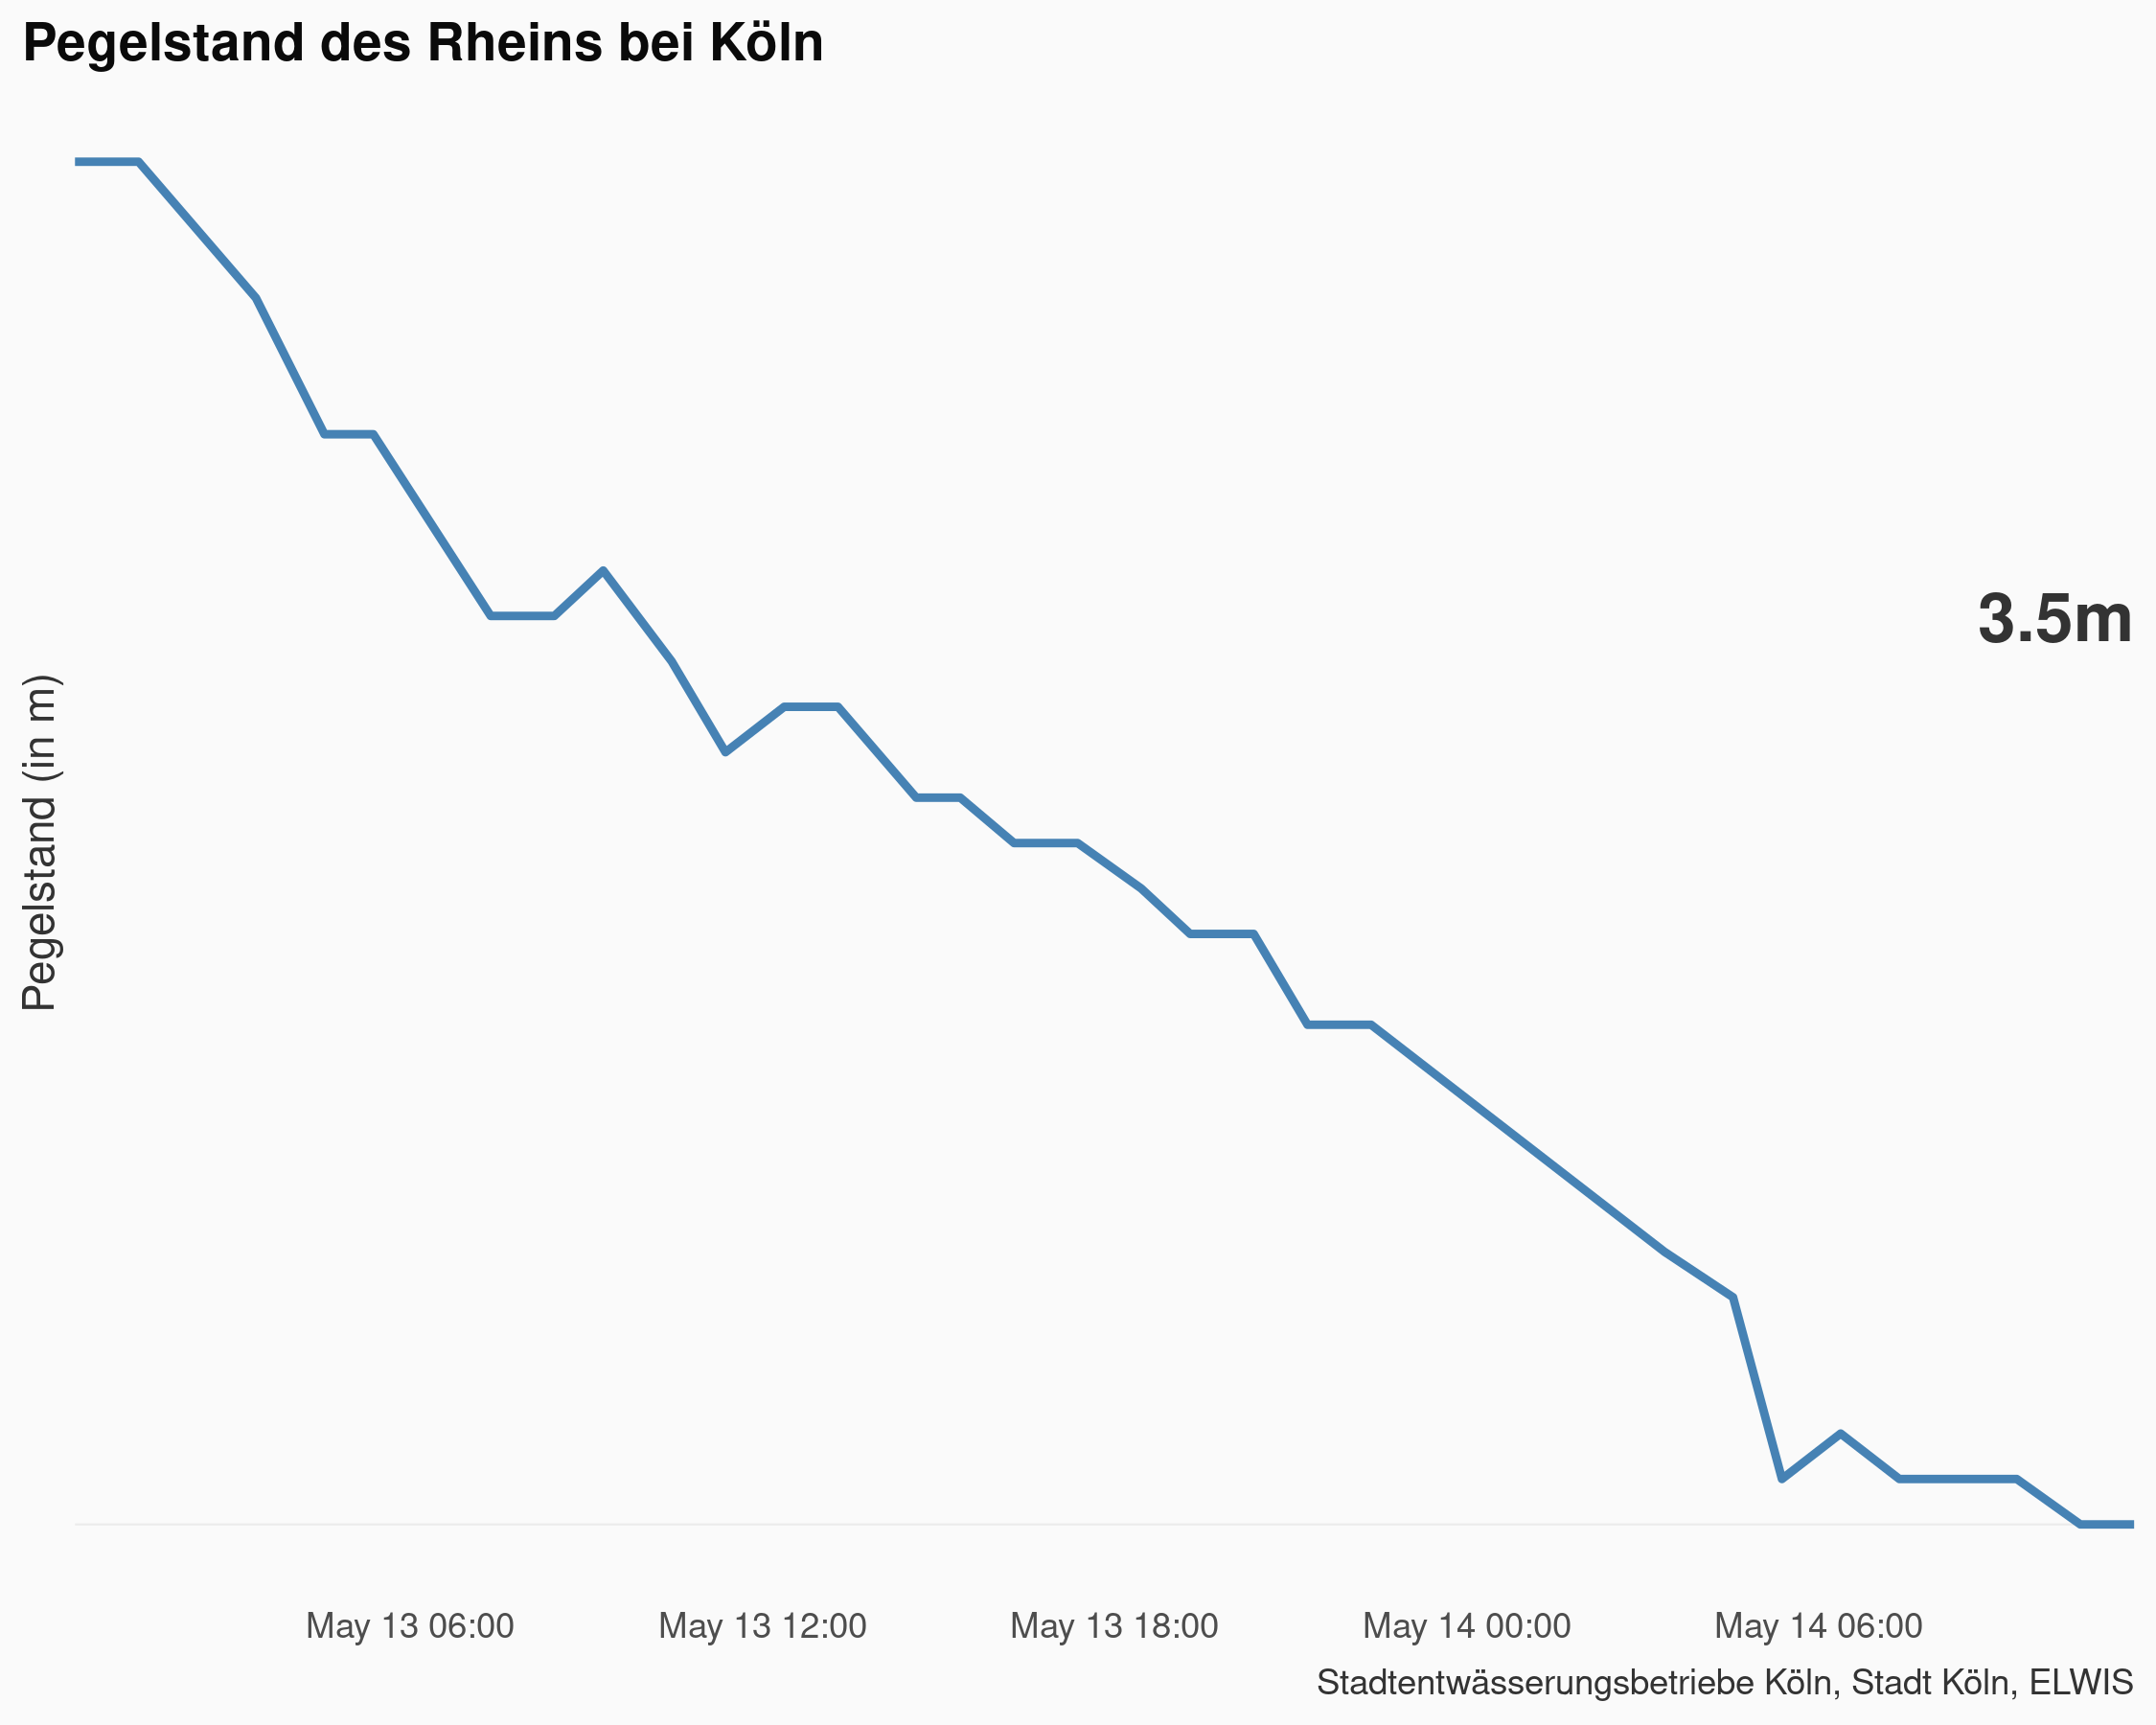 Pegelstand des Rheins bei Köln
Pegelstand (in m)
3.5m
May 13 06:00
May 13 12:00
May 13 18:00
May 14 00:00
May 14 06:00
Stadtentwässerungsbetriebe Köln, Stadt Köln, ELWIS